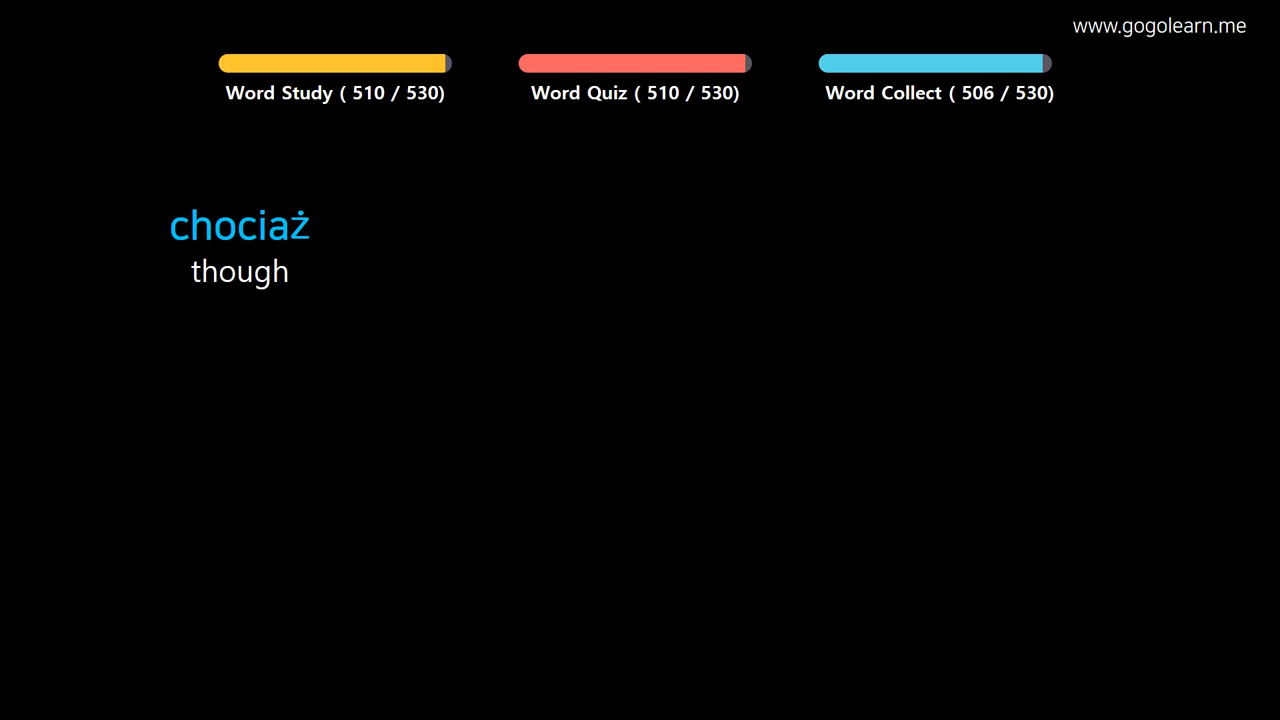 www.gogolearn.me
Word Study ( 510 / 530)
Word Quiz ( 510 / 530)
Word Collect ( 506 / 530)
chociaż
though